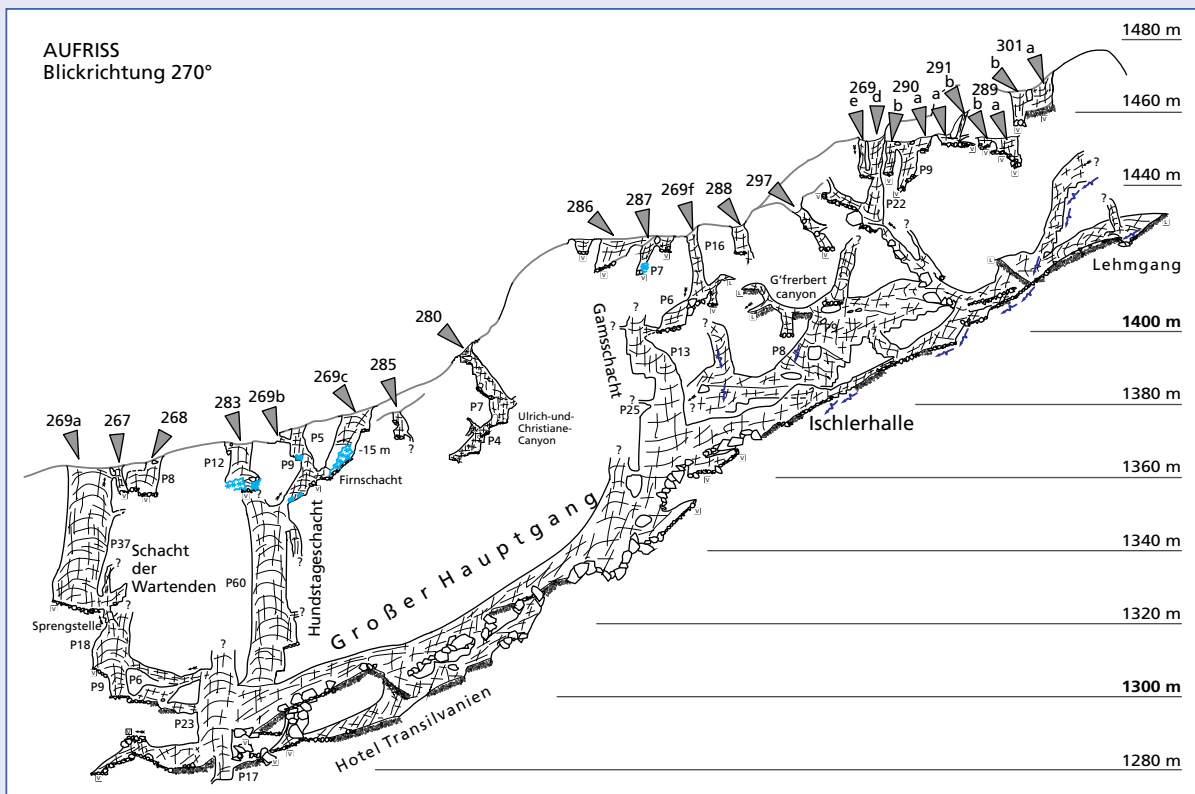 AUFRISS
Blickrichtung 270°
1480 m
1460 m
1440 m
1400 m
1380 m
1360 m
1340 m
1320 m
1300 m
1280 m
301
a
b
291
b
289
b
a
269
e
d
290
b
a
a
P9
P22
297
288
269f
287
286
P16
P7
P6
G'frerbert
canyon
Lehmgang
Gamsschacht
P13
P8
P9
P25
Ischlerhalle
280
P7
P4
Ulrich-und-
Christiane-
Canyon
285
269c
269b
283
268
267
269a
P5
P9
-15 m
Firnschacht
P12
P8
P37
Schacht
der
Wartenden
P60
Hundstageschacht
Großer Hauptgang
Sprengstelle
P18
P9
P6
P23
P17
Hotel Transilvanien